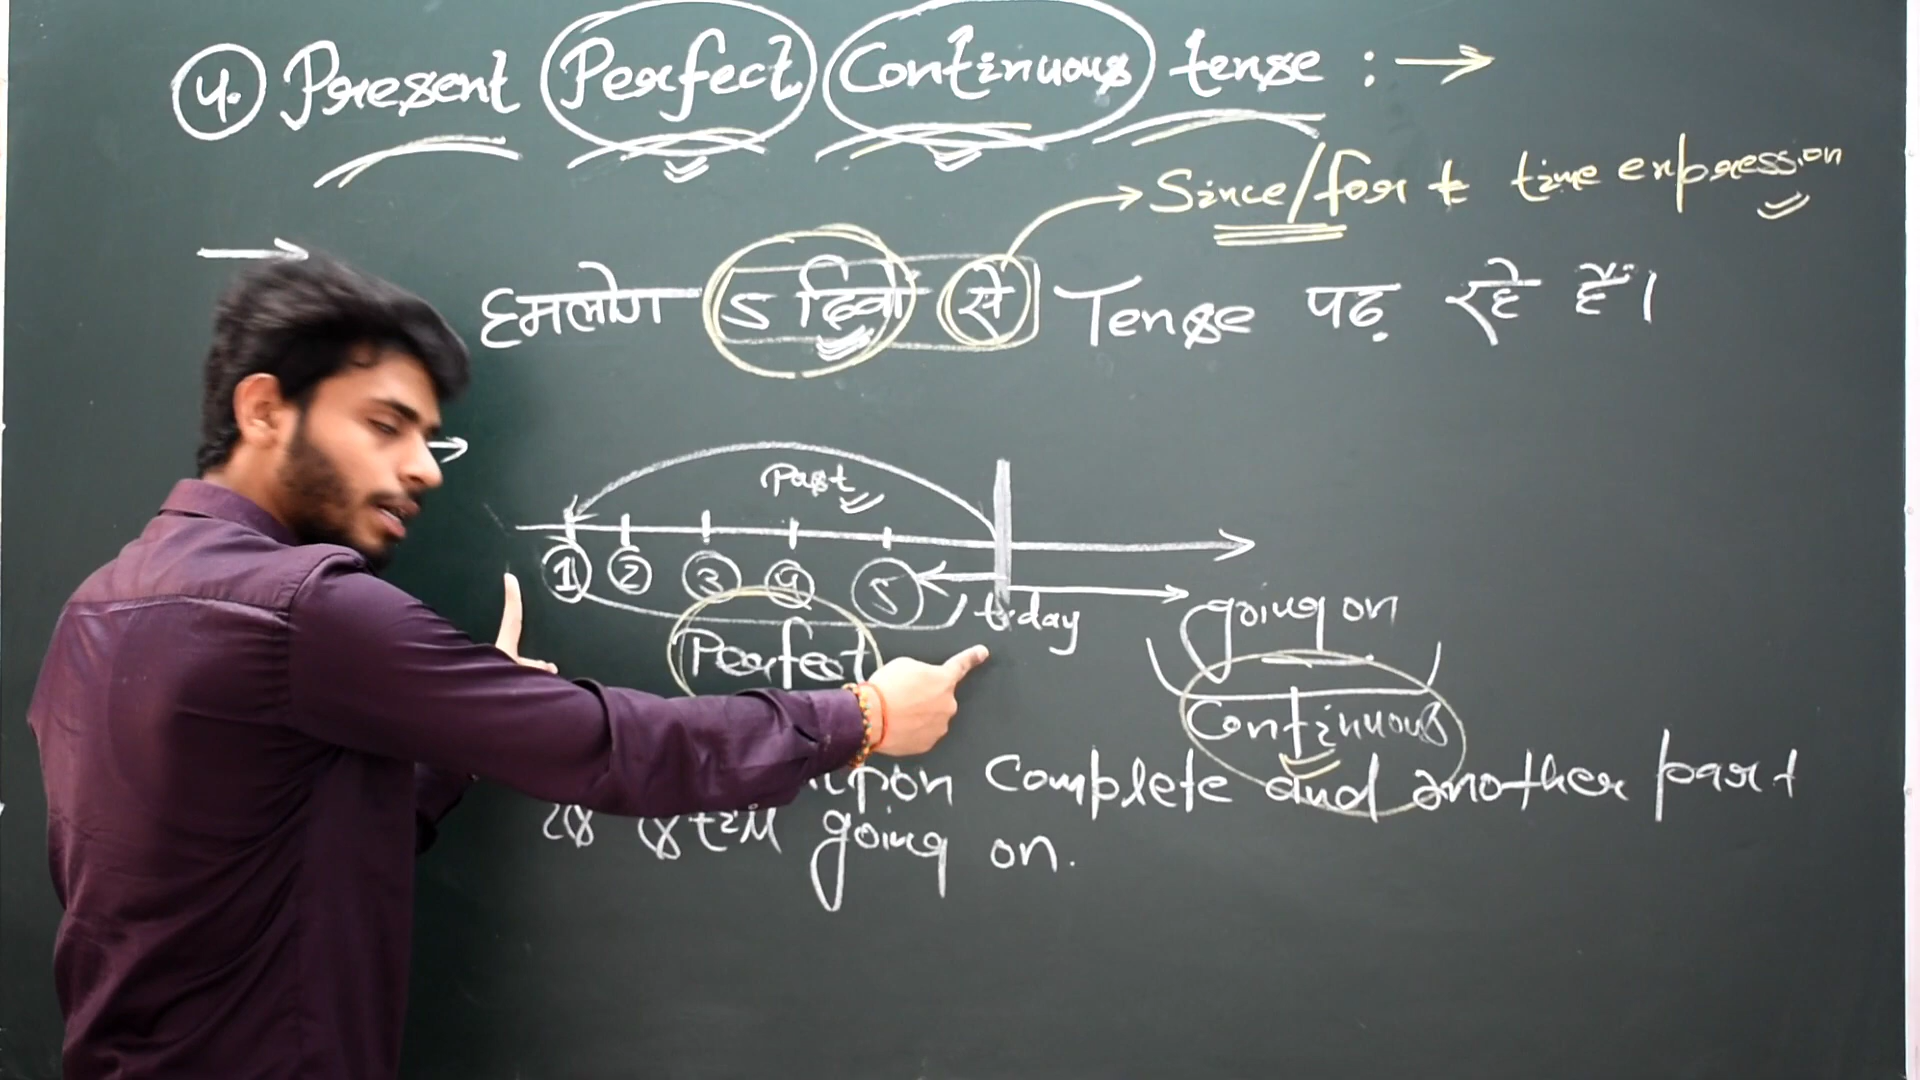 4. Present Perfect Continuous tense :→
Since/for + time expression
हमलोग 5 दिनों से Tense पढ़ रहे हैं।
Past
1 2 3 4 5
today
going on
Perfect
Continuous
complete and another part
going on.